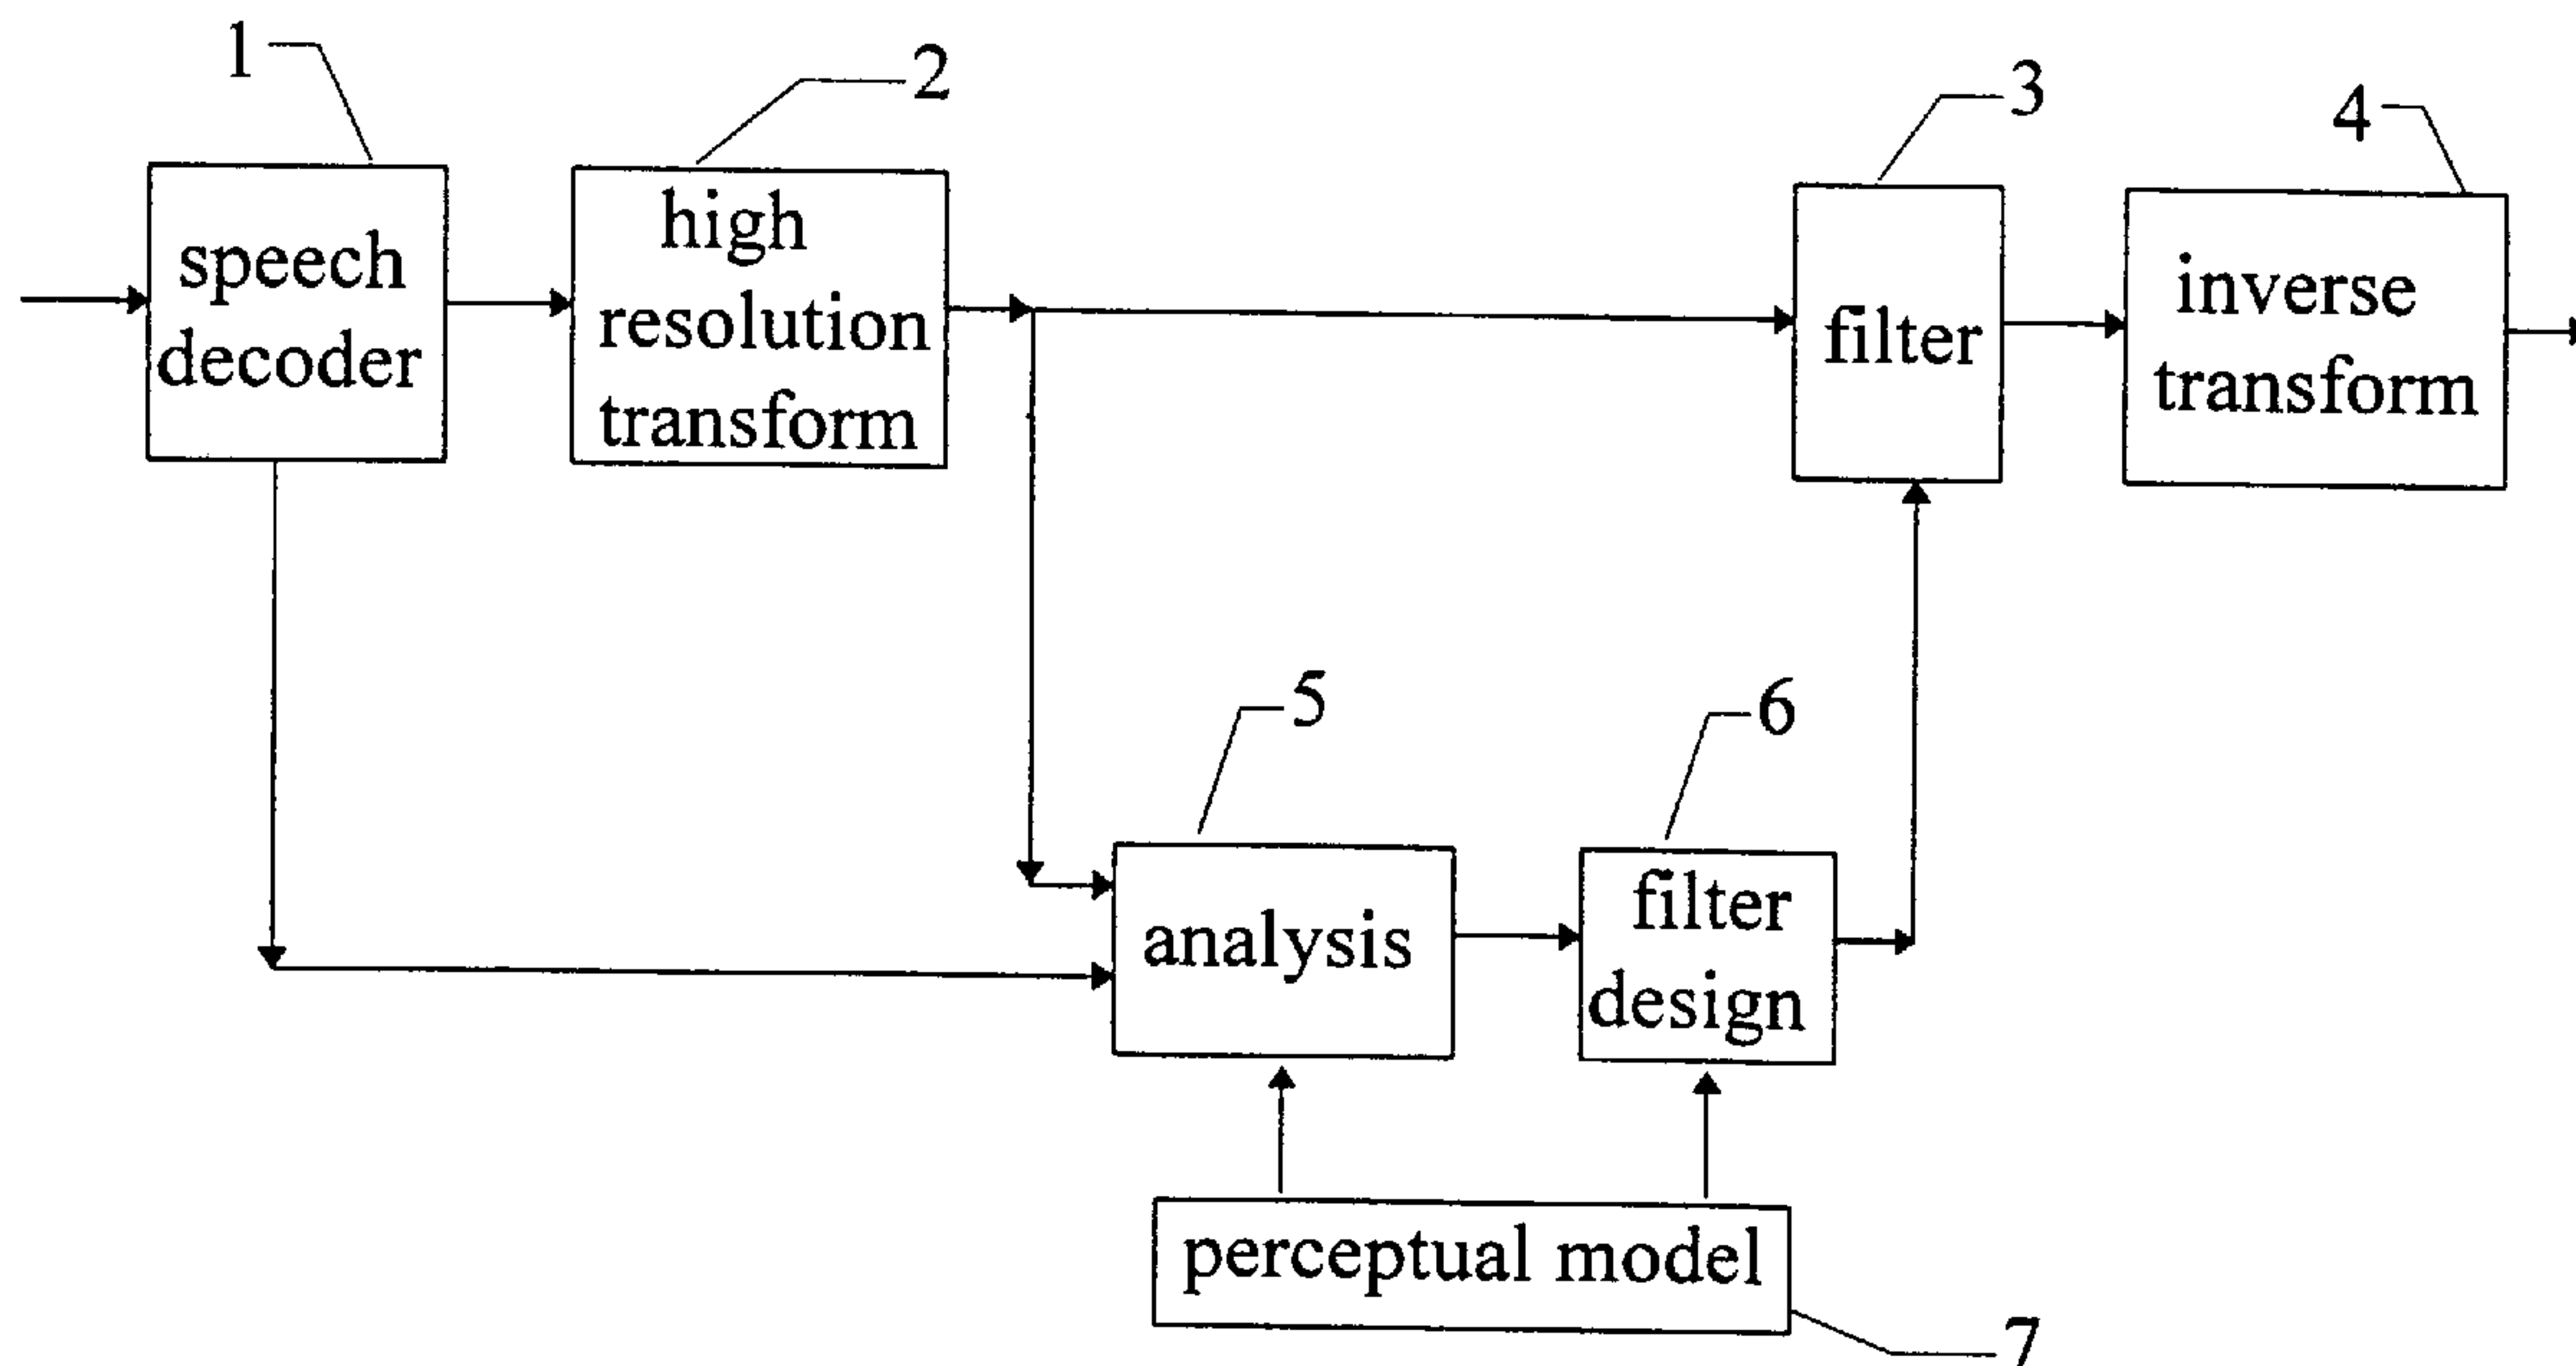 1
2
3
4
speech
decoder
high
resolution
transform
filter
inverse
transform
5
6
analysis
filter
design
perceptual model
7